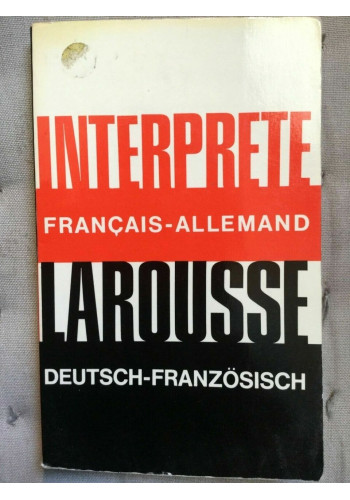 INTERPRETE
FRANÇAIS-ALLEMAND
LAROUSSE
DEUTSCH-FRANZÖSISCH